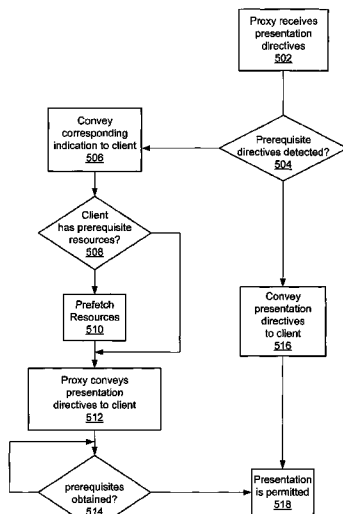 Proxy receives
presentation
directives
502
Convey
corresponding
indication to client
506
Prerequisite
directives detected?
504
Client
has prerequisite
resources?
508
Prefetch
Resources
510
Convey
presentation
directives
to client
516
Proxy conveys
presentation
directives to client
512
prerequisites
obtained?
514
Presentation
is permitted
518